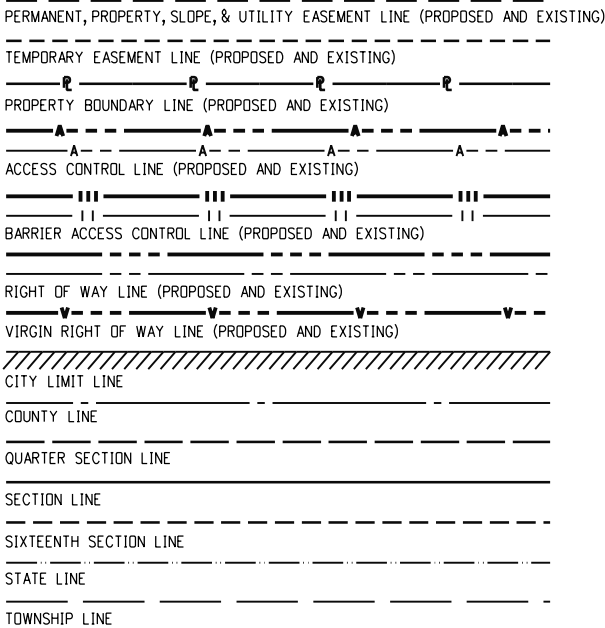 PERMANENT, PROPERTY, SLOPE, & UTILITY EASEMENT LINE (PROPOSED AND EXISTING)
TEMPORARY EASEMENT LINE (PROPOSED AND EXISTING)
℞ ℞ ℞ ℞
PROPERTY BOUNDARY LINE (PROPOSED AND EXISTING)
A A A A
A A A A
ACCESS CONTROL LINE (PROPOSED AND EXISTING)
BARRIER ACCESS CONTROL LINE (PROPOSED AND EXISTING)
RIGHT OF WAY LINE (PROPOSED AND EXISTING)
V V V V
VIRGIN RIGHT OF WAY LINE (PROPOSED AND EXISTING)
CITY LIMIT LINE
COUNTY LINE
QUARTER SECTION LINE
SECTION LINE
SIXTEENTH SECTION LINE
STATE LINE
TOWNSHIP LINE